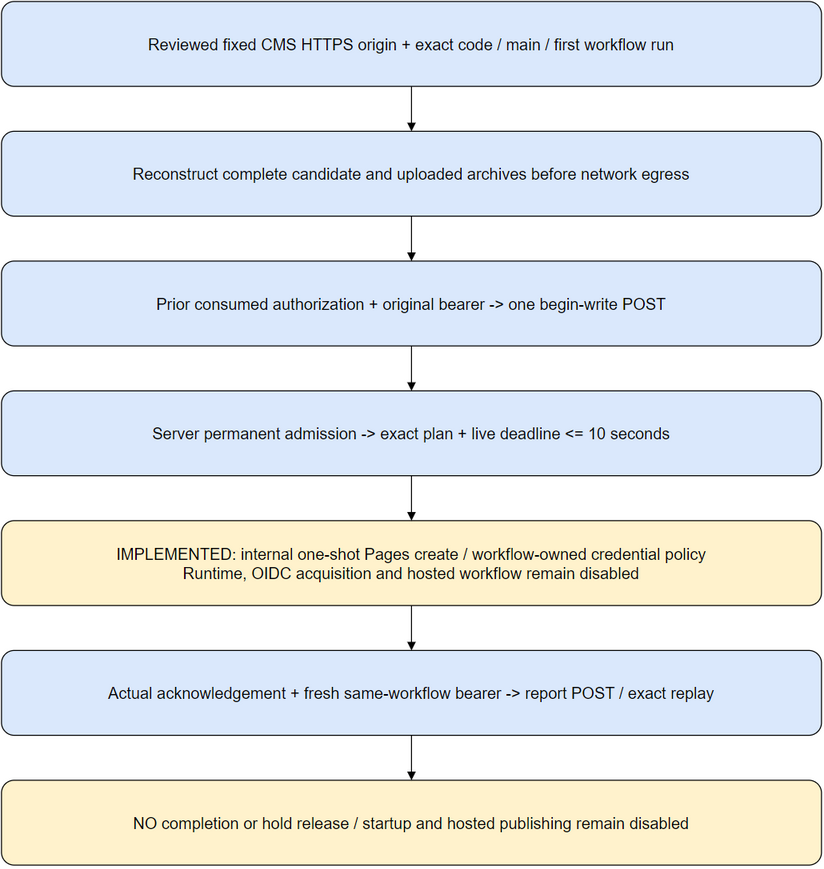 Reviewed fixed CMS HTTPS origin + exact code / main / first workflow run
Reconstruct complete candidate and uploaded archives before network egress
Prior consumed authorization + original bearer -> one begin-write POST
Server permanent admission -> exact plan + live deadline <= 10 seconds
IMPLEMENTED: internal one-shot Pages create / workflow-owned credential policy
Runtime, OIDC acquisition and hosted workflow remain disabled
Actual acknowledgement + fresh same-workflow bearer -> report POST / exact replay
NO completion or hold release / startup and hosted publishing remain disabled